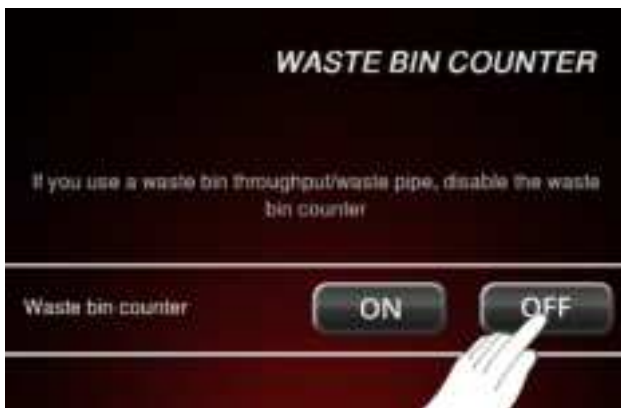 WASTE BIN COUNTER
If you use a waste bin throughput/waste pipe, disable the waste
bin counter
Waste bin counter
ON
OFF